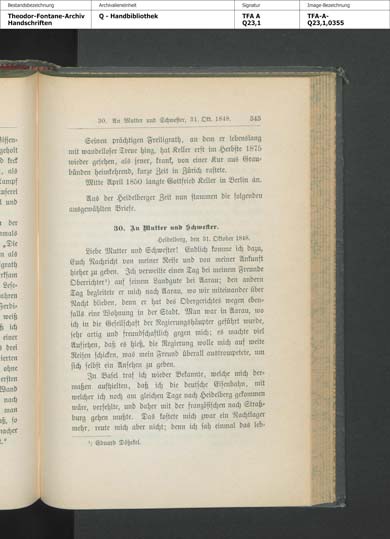 Bestandsbezeichnung Archivalieneinheit Signatur Image-Bezeichnung
Theodor-Fontane-Archiv Q - Handbibliothek TFA A TFA-A-
Handschriften Q23,1 Q23,1,0355
30. An Mutter und Schwester, 31. Okt. 1848. 345
Seinen prächtigen Freiligrath, an dem er lebenslang
mit wandelloser Treue hing, hat Keller erst im Herbste 1875
wieder gesehen, als jener, krank, von einer Kur aus Grau-
bünden heimkehrend, kurze Zeit in Zürich rastete.
Mitte April 1850 langte Gottfried Keller in Berlin an.
Aus der Heidelberger Zeit nun stammen die folgenden
ausgewählten Briefe.
30. An Mutter und Schwester.
Heidelberg, den 31. Oktober 1848.
Liebe Mutter und Schwester! Endlich komme ich dazu,
Euch Nachricht von meiner Reise und von meiner Ankunft
hieher zu geben. Ich verweilte einen Tag bei meinem Freunde
Oberrichter¹) auf seinem Landgute bei Aarau; den andern
Tag begleitete er mich nach Aarau, wo wir miteinander über
Nacht blieben, denn er hat des Obergerichtes wegen eben-
falls eine Wohnung in der Stadt. Man war in Aarau, wo
ich in die Gesellschaft der Regierungshäupter geführt wurde,
sehr artig und freundschaftlich gegen mich; es machte viel
Aufsehen, daß es hieß, die Regierung wolle mich auf weite
Reisen schicken, was mein Freund überall austrompetete, um
sich selbst ein Ansehen zu geben.
In Basel traf ich wieder Bekannte, welche mich der-
maßen aufhielten, daß ich die deutsche Eisenbahn, mit
welcher ich noch am gleichen Tage nach Heidelberg gekommen
wäre, verfehlte, und daher mit der französischen nach Straß-
burg gehen mußte. Das kostete mich zwar ein Nachtlager
mehr, reute mich aber nicht; denn ich sah einmal das leb-
¹) Eduard Dößekel.